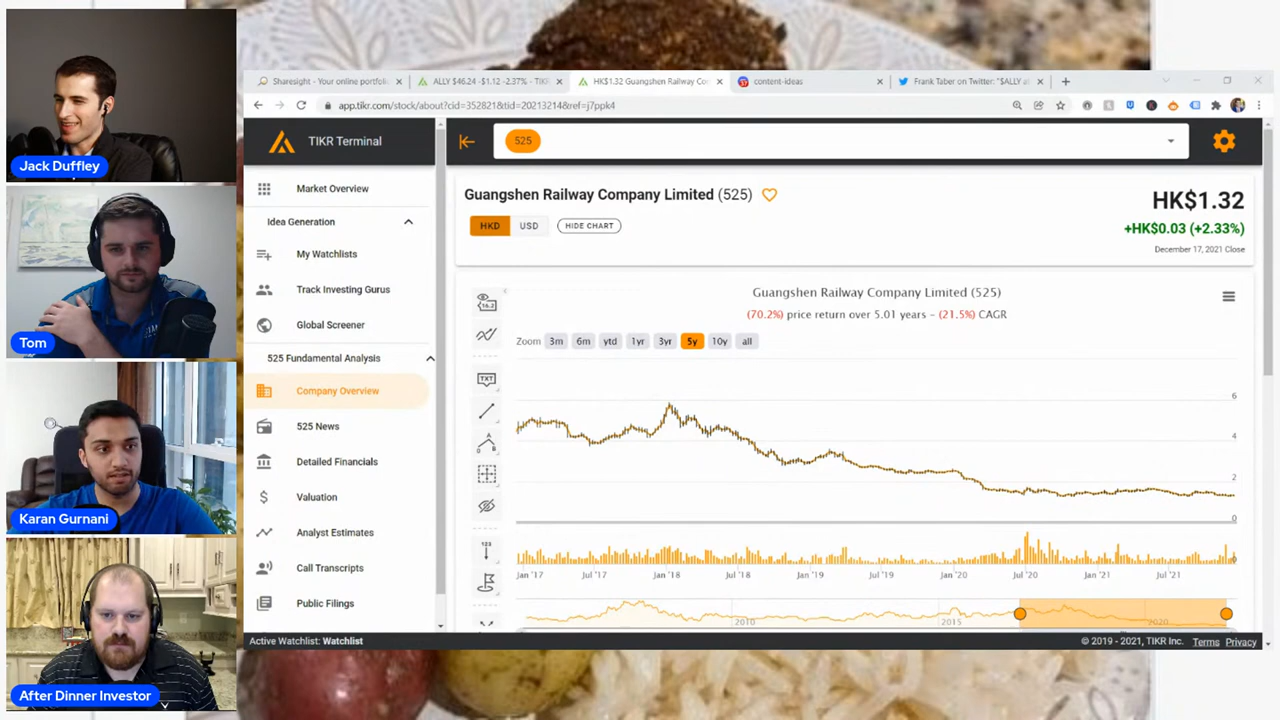 Jack Duffley
Tom
Karan Gurnani
After Dinner Investor
Sharesight - Your online portfolio
ALLY $46.24 -$1.12 -2.37% - TIK
HK$1.32 Guangshen Railway Co
content-ideas
Frank Taber on Twitter: "$ALLY at
app.tikr.com/stock/about?cid=352821&tid=20213214&ref=j7ppk4
TIKR Terminal
525
Market Overview
Idea Generation
My Watchlists
Track Investing Gurus
Global Screener
525 Fundamental Analysis
Company Overview
525 News
Detailed Financials
$ Valuation
Analyst Estimates
Call Transcripts
Public Filings
Guangshen Railway Company Limited (525)
HKD USD HIDE CHART
HK$1.32
+HK$0.03 (+2.33%)
December 17, 2021 Close
Guangshen Railway Company Limited (525)
(70.2%) price return over 5.01 years - (21.5%) CAGR
Zoom 3m 6m ytd 1yr 3yr 5y 10y all
16.2
TXT
A
B
123
6
4
2
0
0
Jan '17 Jul '17 Jan '18 Jul '18 Jan '19 Jul '19 Jan '20 Jul '20 Jan '21 Jul '21
2010 2015 2020
Active Watchlist: Watchlist
© 2019 - 2021, TIKR Inc. Terms Privacy